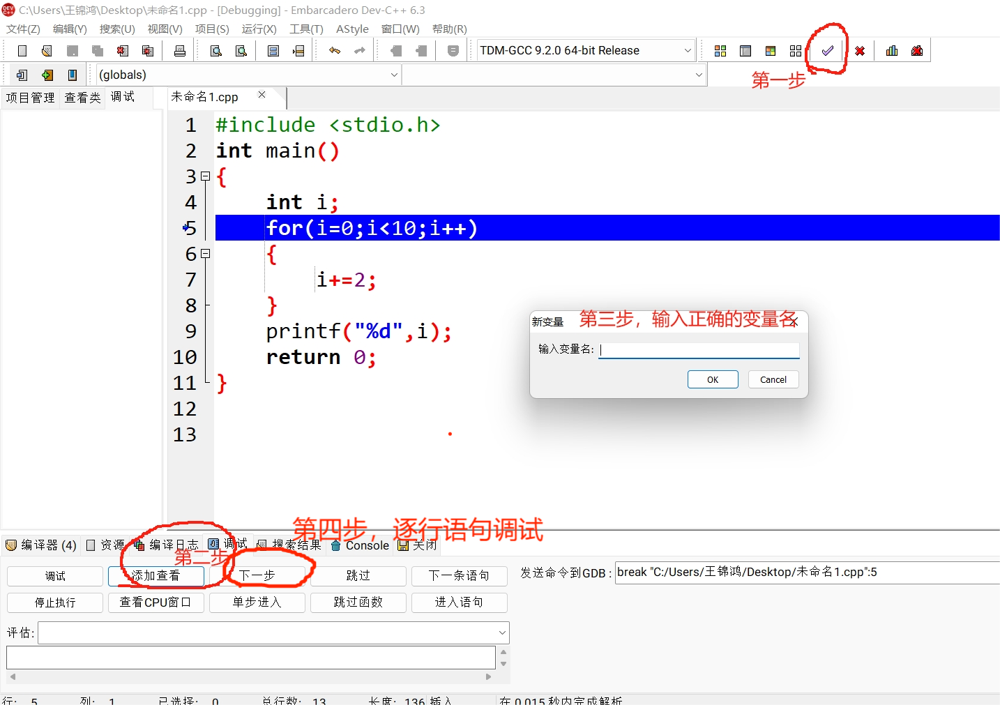 C:\Users\王锦鸿\Desktop\未命名1.cpp - [Debugging] - Embarcadero Dev-C++ 6.3
文件(Z) 编辑(Y) 搜索(U) 视图(V) 项目(S) 运行(X) 工具(T) AStyle 窗口(W) 帮助(R)
TDM-GCC 9.2.0 64-bit Release
第一步
(globals)
项目管理 查看类 调试 未命名1.cpp
1 #include <stdio.h>
2 int main()
3 {
4 int i;
5 for(i=0;i<10;i++)
6 {
7 i+=2;
8 }
9 printf("%d",i);
10 return 0;
11 }
12
13
新变量 第三步，输入正确的变量名
输入变量名:
OK Cancel
第四步，逐行语句调试
编译器 (4) 资源 编译日志 调试 搜索结果 Console 关闭
第二步
调试 添加查看 下一步 跳过 下一条语句 发送命令到GDB : break "C:/Users/王锦鸿/Desktop/未命名1.cpp":5
停止执行 查看CPU窗口 单步进入 跳过函数 进入语句
评估:
行: 5 列: 1 已选择: 0 总行数: 13 长度: 136 插入 在 0.015 秒内完成解析